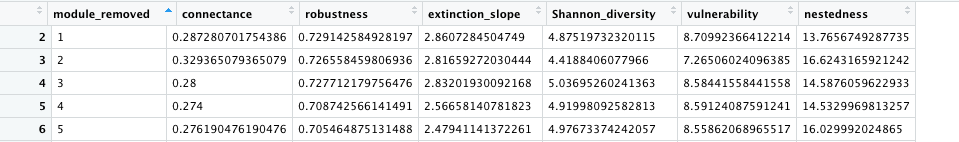 module_removed connectance robustness extinction_slope Shannon_diversity vulnerability nestedness
2 1 0.287280701754386 0.729142584928197 2.8607284504749 4.87519732320115 8.70992366412214 13.7656749287735
3 2 0.329365079365079 0.726558459806936 2.81659272030444 4.4188406077966 7.26506024096385 16.6243165921242
4 3 0.28 0.727712179756476 2.83201930092168 5.03695260241363 8.58441558441558 14.5876059622933
5 4 0.274 0.708742566141491 2.56658140781823 4.91998092582813 8.59124087591241 14.5329969813257
6 5 0.276190476190476 0.705464875131488 2.47941141372261 4.97673374242057 8.55862068965517 16.029992024865